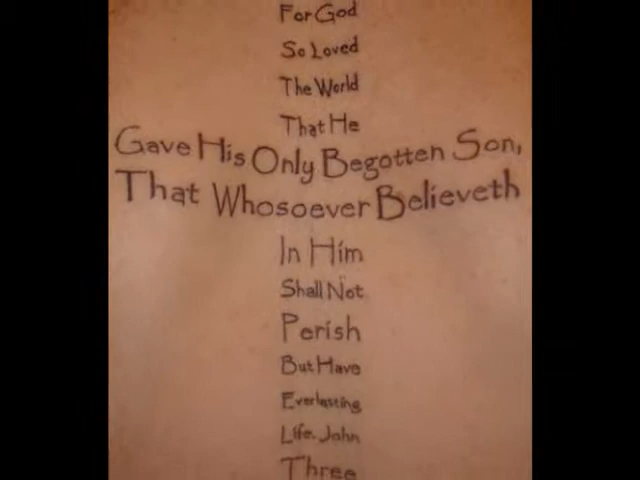 For God
So Loved
The World
That He
Gave His Only Begotten Son,
That Whosoever Believeth
In Him
Shall Not
Perish
But Have
Everlasting
Life. John
Three